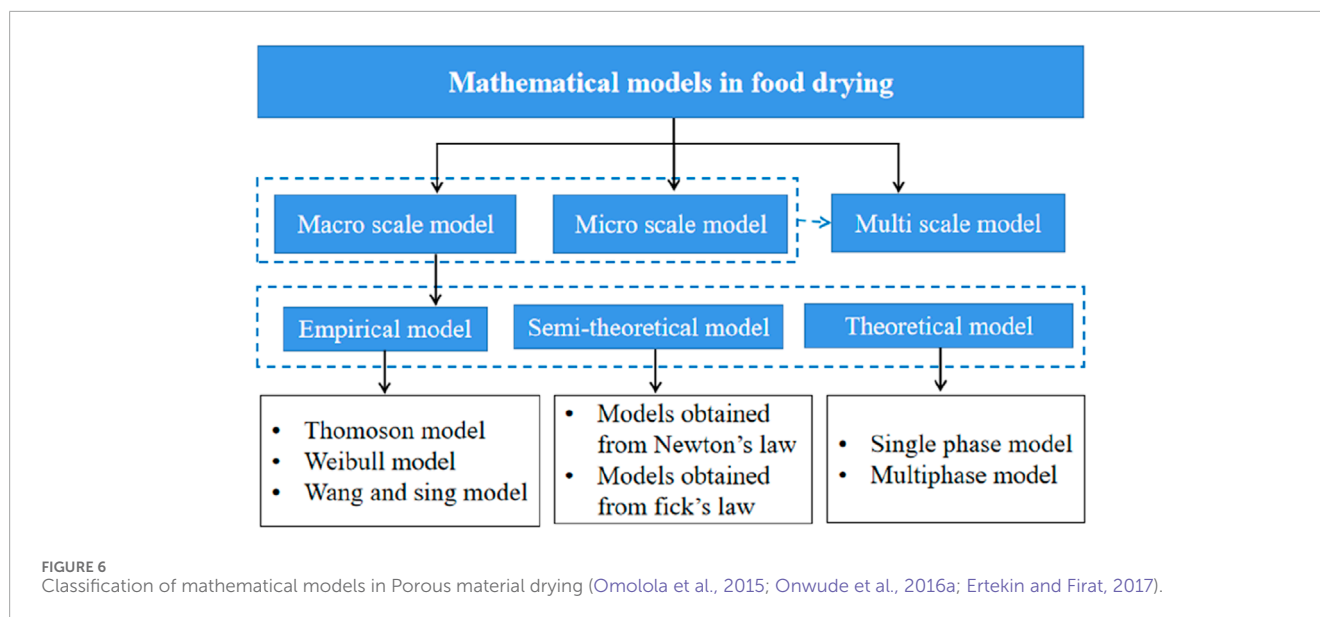 Mathematical models in food drying
Macro scale model
Micro scale model
Multi scale model
Empirical model
Semi-theoretical model
Theoretical model
• Thomoson model
• Weibull model
• Wang and sing model
• Models obtained
from Newton's law
• Models obtained
from fick's law
• Single phase model
• Multiphase model
FIGURE 6
Classification of mathematical models in Porous material drying (Omolola et al., 2015; Onwude et al., 2016a; Ertekin and Firat, 2017).